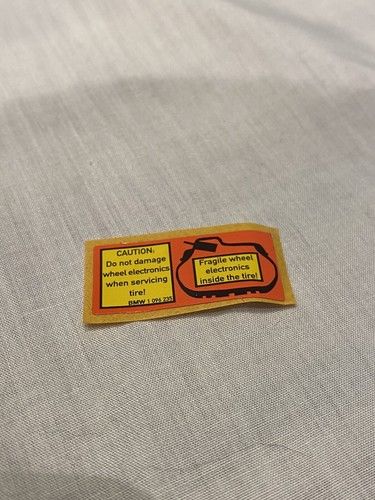 CAUTION:
Do not damage
wheel electronics
when servicing
tire!
BMW 1 095 233
Fragile wheel
electronics
inside the tire!